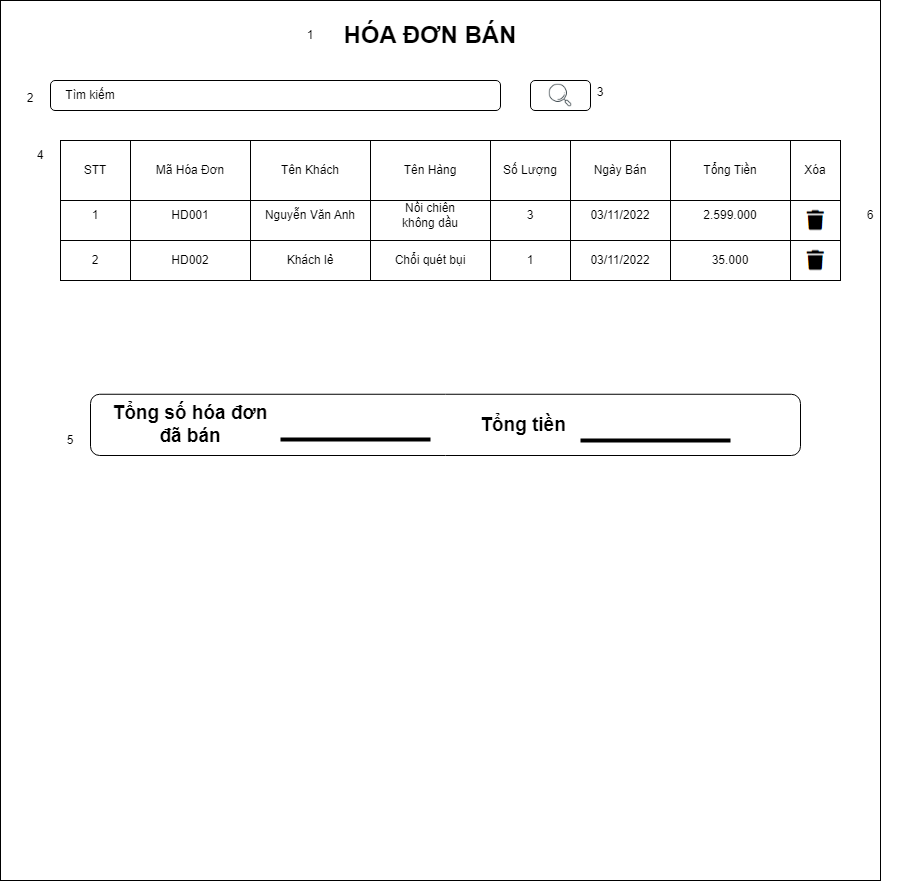 1 HÓA ĐƠN BÁN
2 Tìm kiếm 3
4
STT Mã Hóa Đơn Tên Khách Tên Hàng Số Lượng Ngày Bán Tổng Tiền Xóa
1 HD001 Nguyễn Văn Anh Nồi chiên không dầu 3 03/11/2022 2.599.000 6
2 HD002 Khách lẻ Chổi quét bụi 1 03/11/2022 35.000
5
Tổng số hóa đơn
đã bán
Tổng tiền